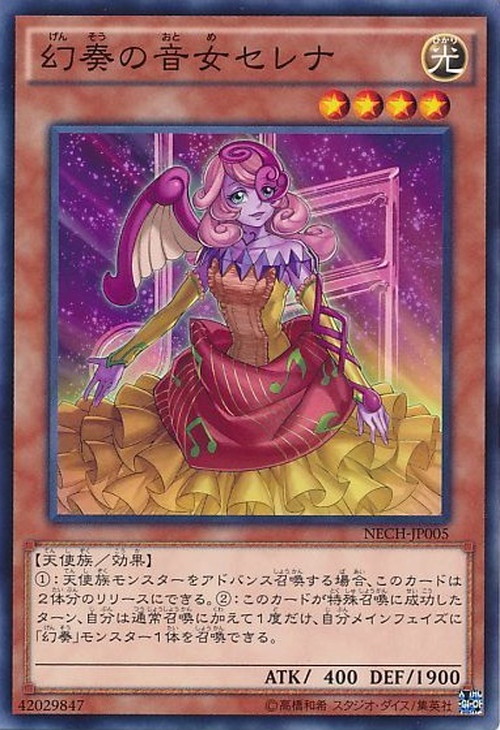 幻奏の音女セレナ
光
NECH-JP005
【天使族／効果】
①：天使族モンスターをアドバンス召喚する場合、このカードは
２体分のリリースにできる。②：このカードが特殊召喚に成功した
ターン、自分は通常召喚に加えて１度だけ、自分メインフェイズに
「幻奏」モンスター１体を召喚できる。
ATK/ 400 DEF/1900
42029847
©高橋和希 スタジオ・ダイス/集英社